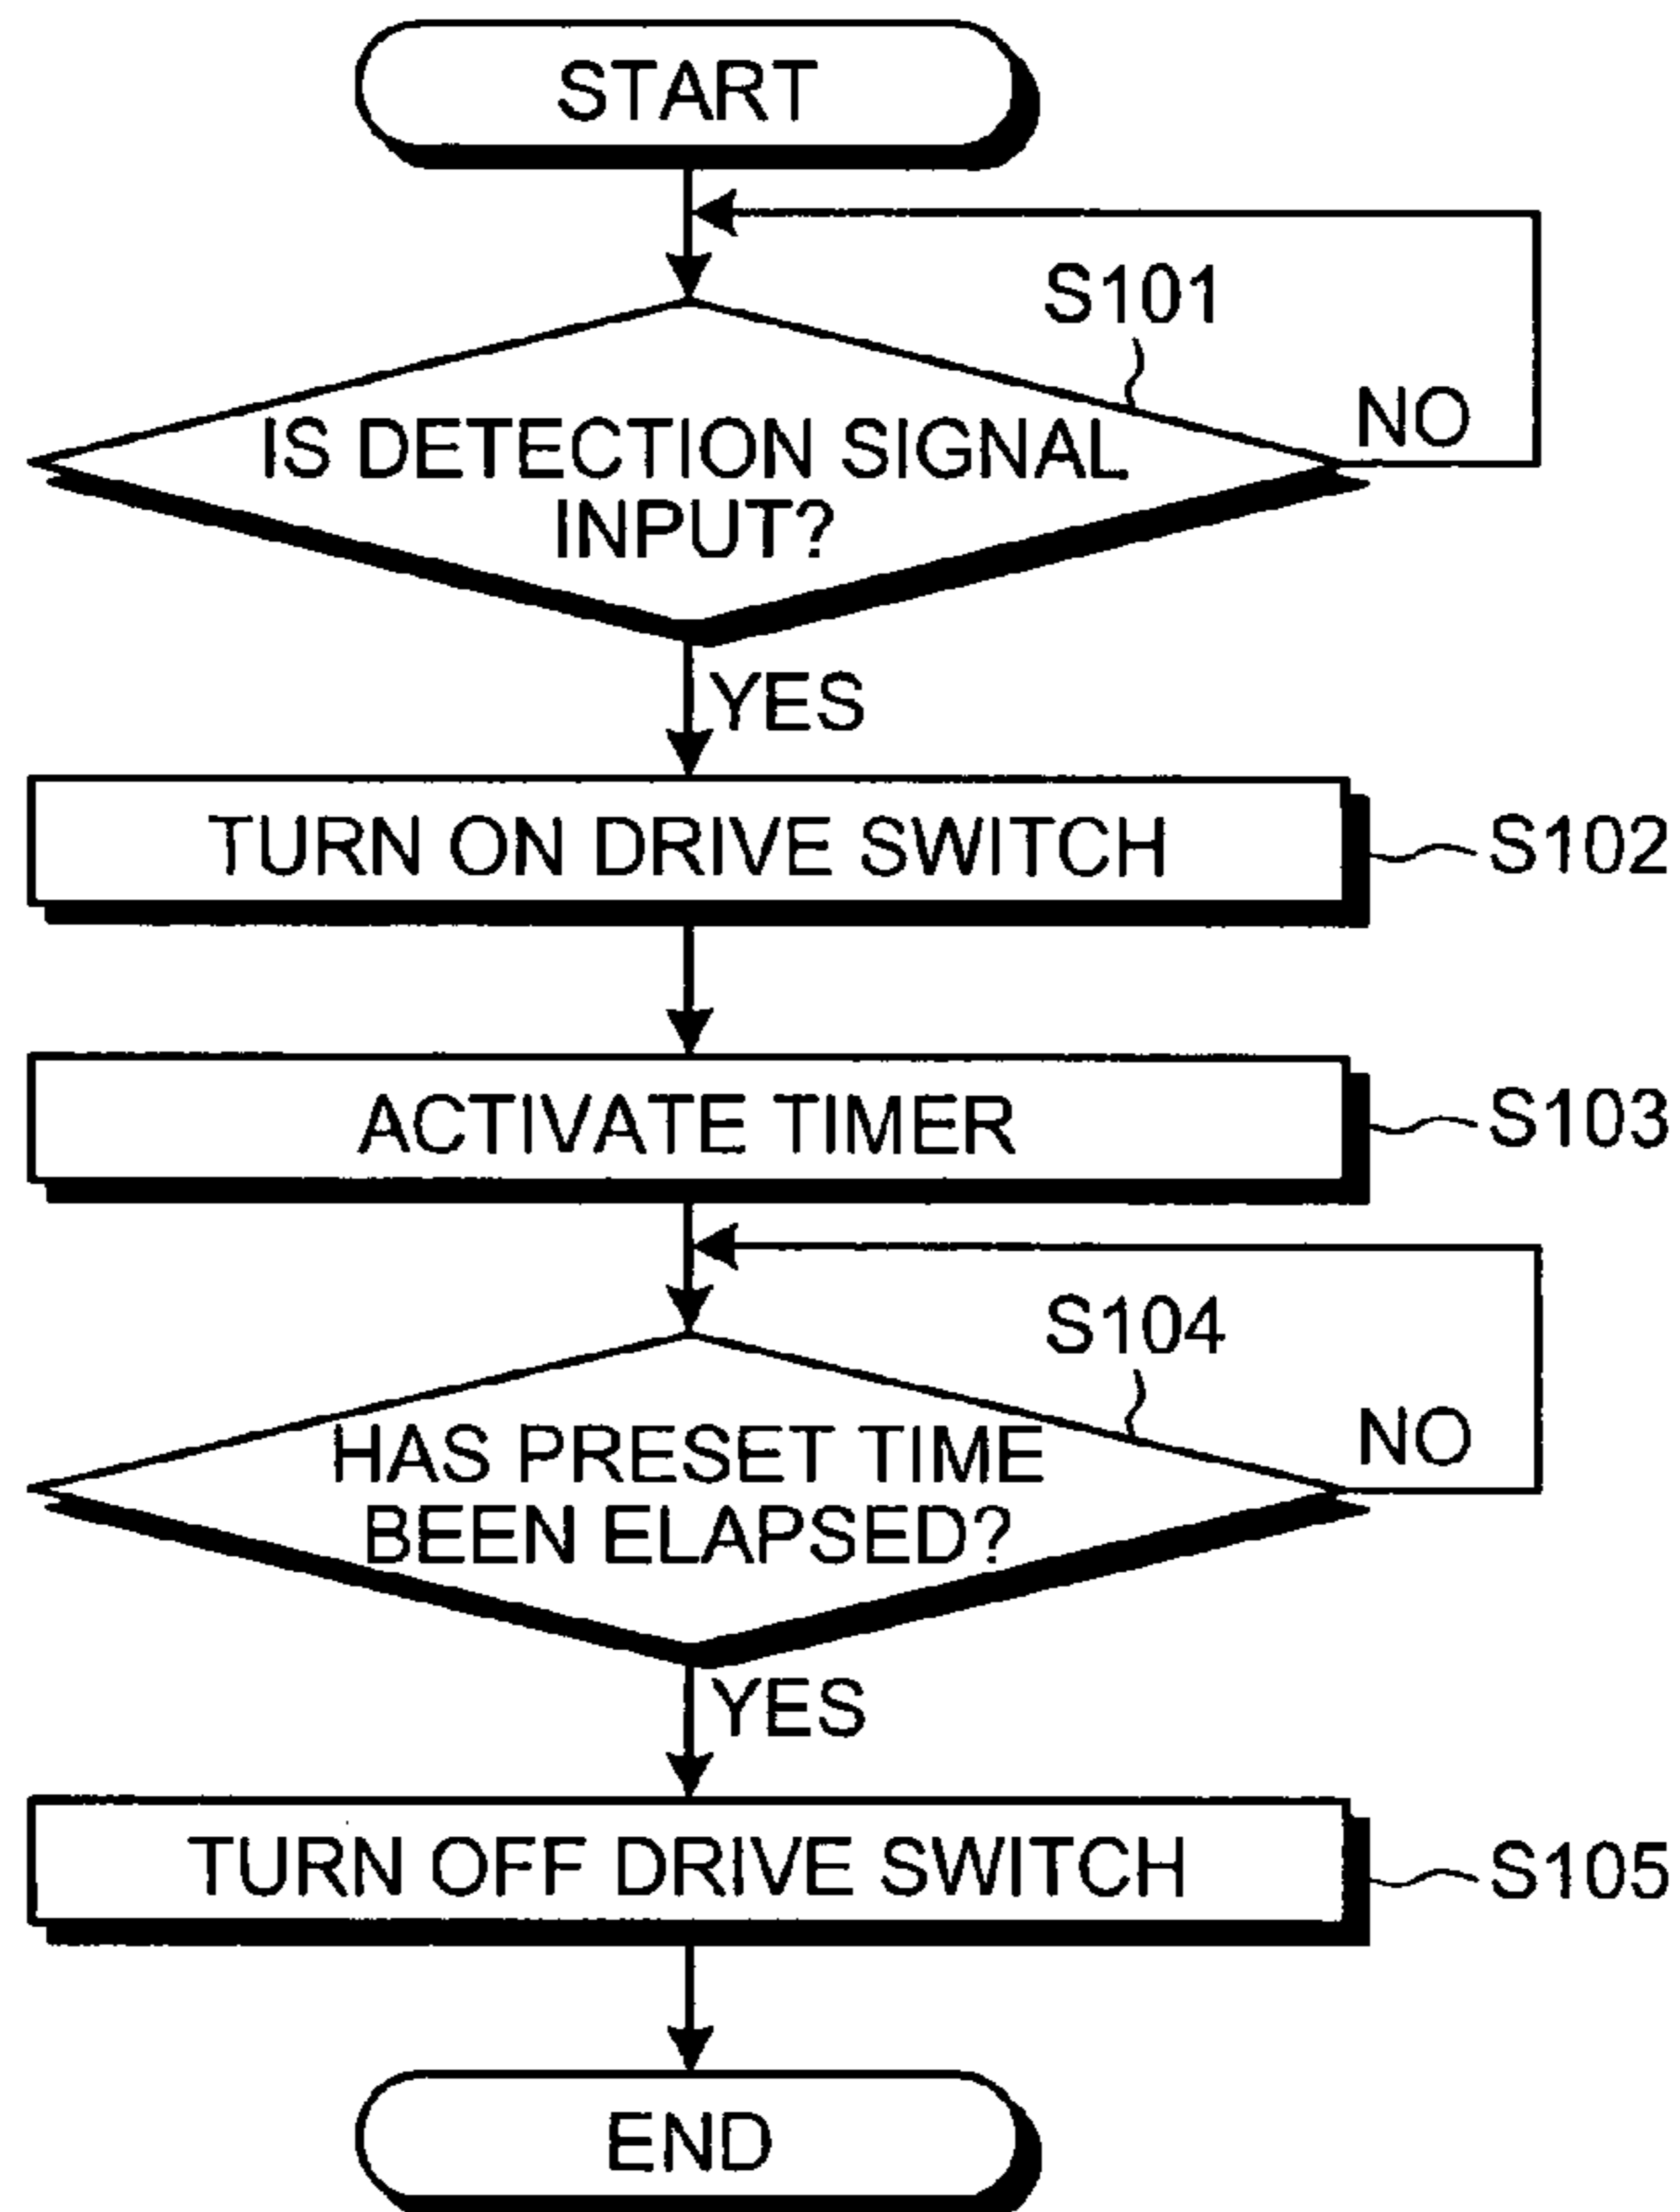 START
S101
NO
IS DETECTION SIGNAL
INPUT?
YES
TURN ON DRIVE SWITCH
S102
ACTIVATE TIMER
S103
S104
NO
HAS PRESET TIME
BEEN ELAPSED?
YES
TURN OFF DRIVE SWITCH
S105
END